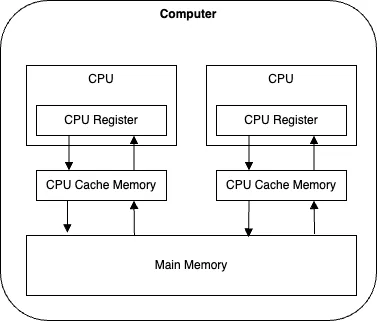 Computer
CPU
CPU
CPU Register
CPU Register
CPU Cache Memory
CPU Cache Memory
Main Memory